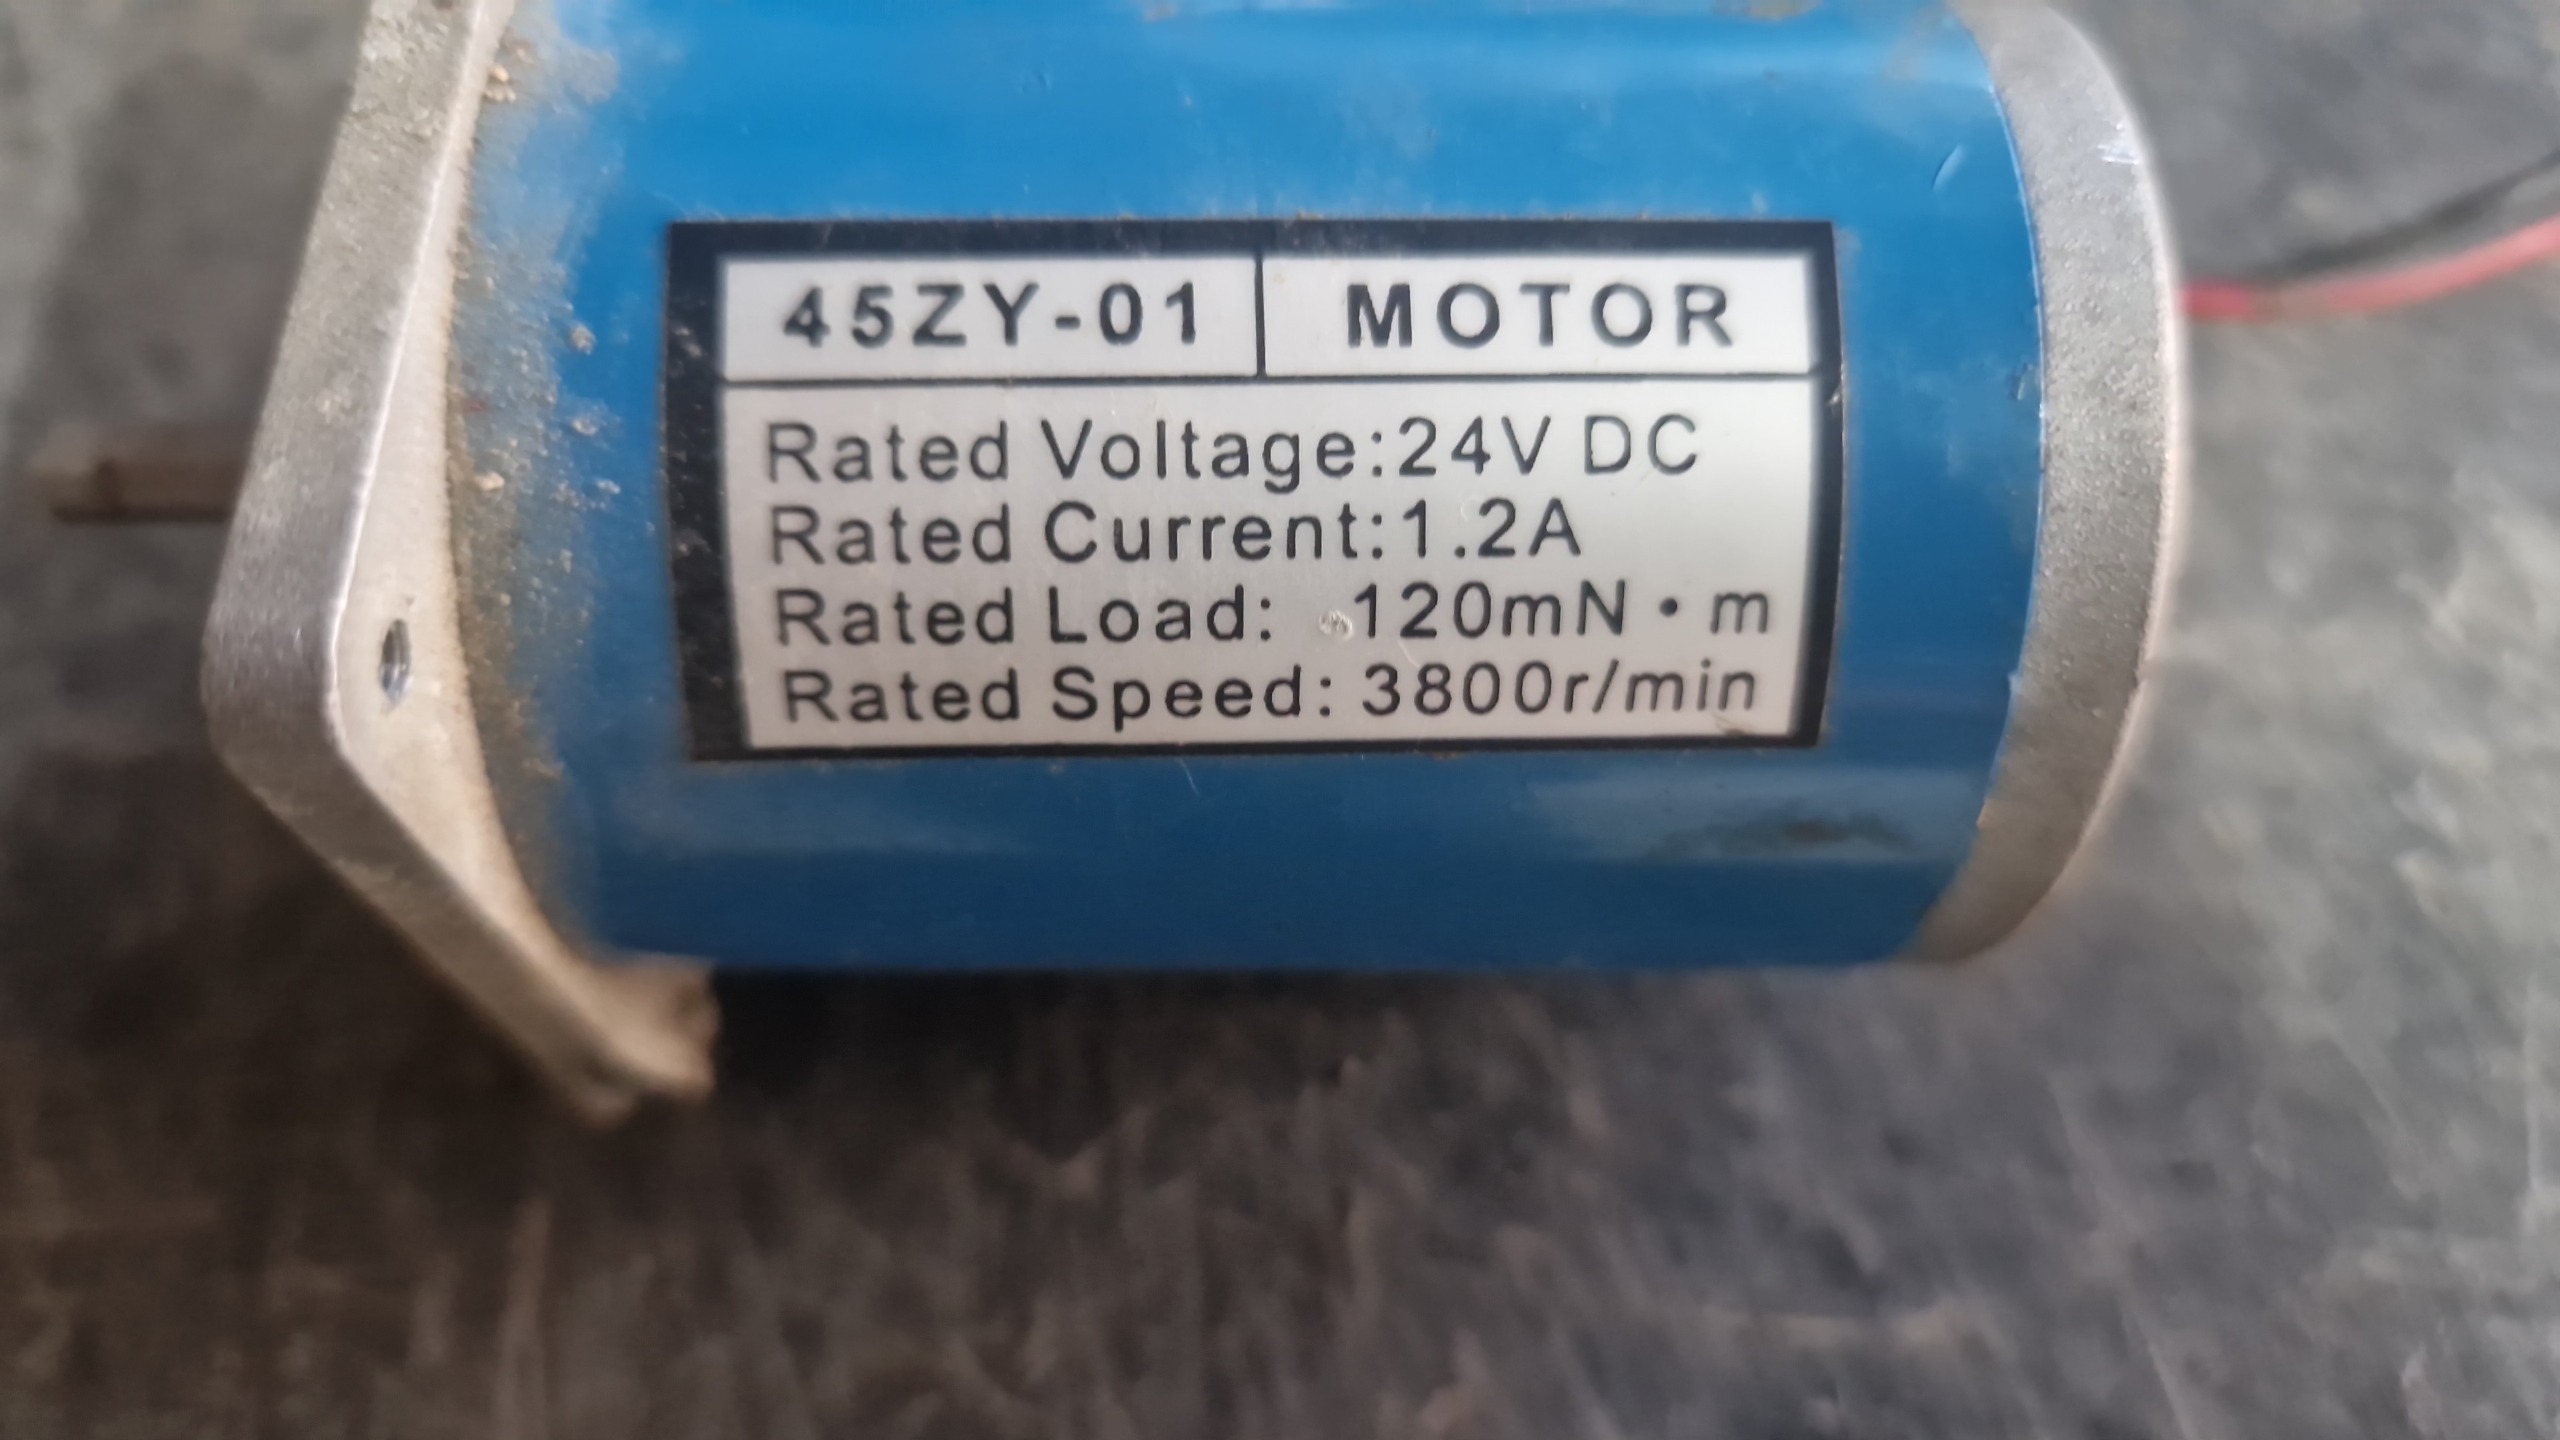 45ZY-01 MOTOR
Rated Voltage:24V DC
Rated Current:1.2A
Rated Load: 120mN·m
Rated Speed: 3800r/min